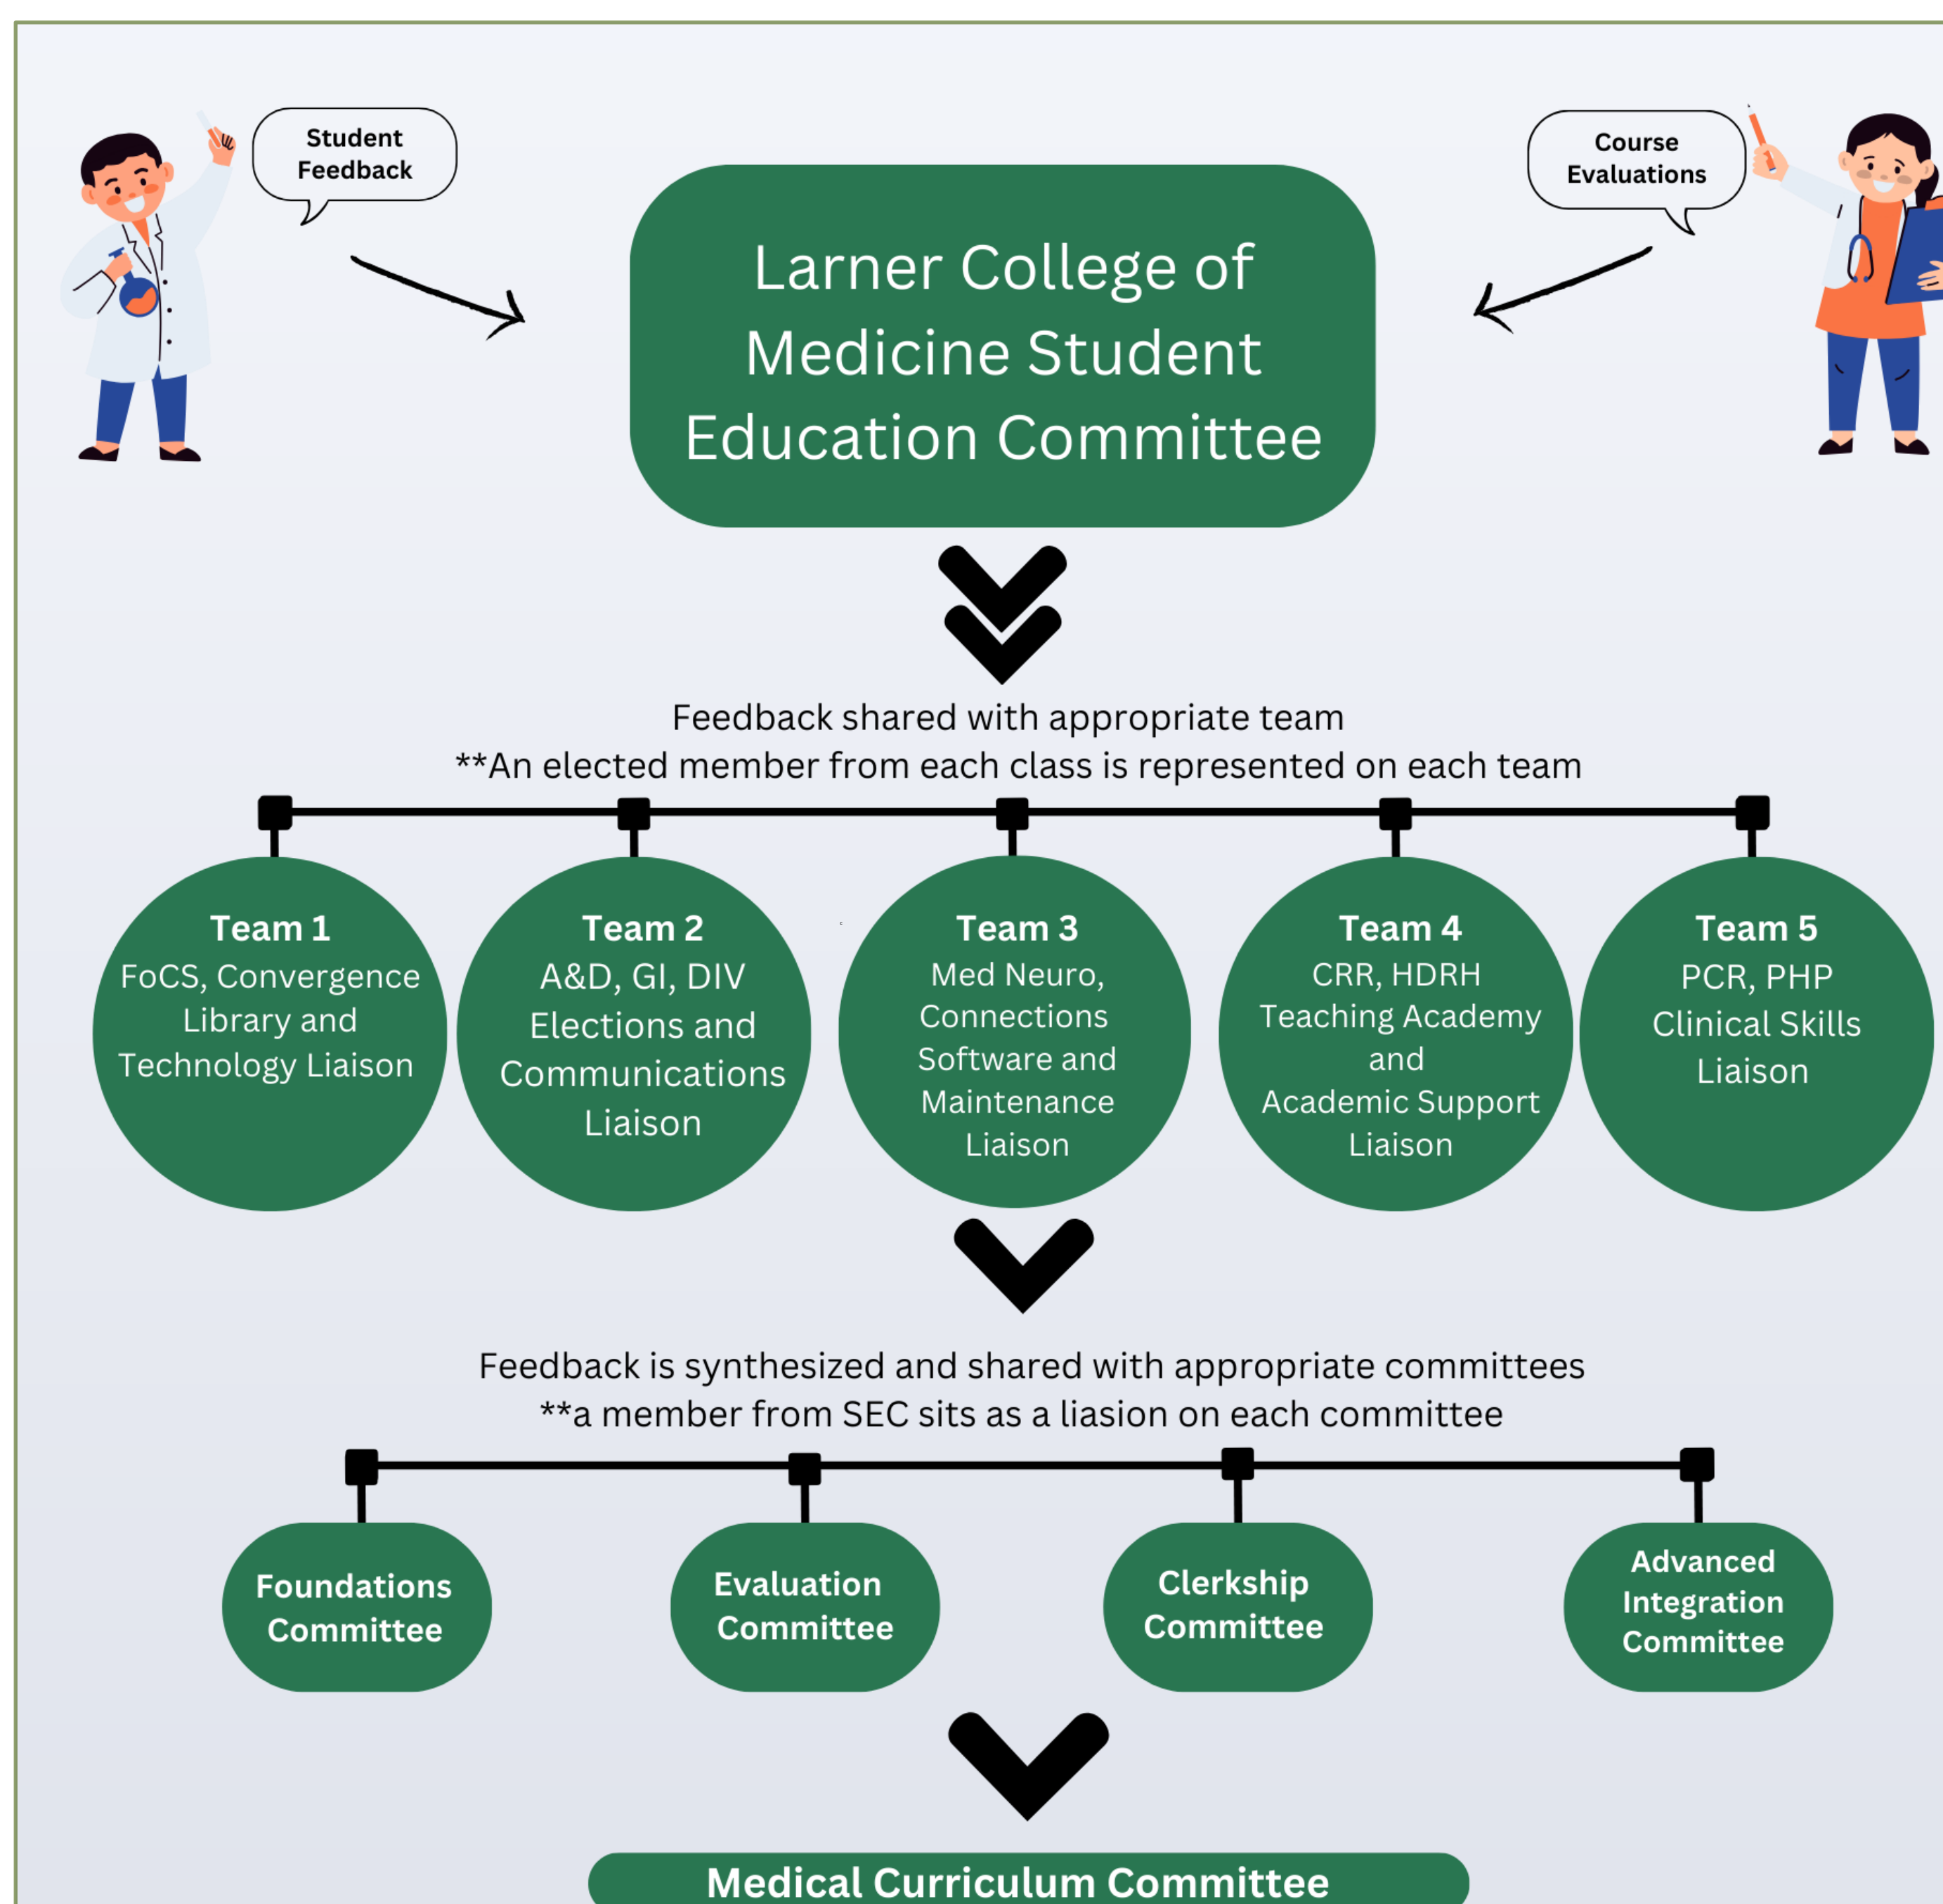 Student
Feedback
Course
Evaluations
Larner College of
Medicine Student
Education Committee
Feedback shared with appropriate team
**An elected member from each class is represented on each team
Team 1
FoCS, Convergence
Library and
Technology Liaison
Team 2
A&D, GI, DIV
Elections and
Communications
Liaison
Team 3
Med Neuro,
Connections
Software and
Maintenance
Liaison
Team 4
CRR, HDRH
Teaching Academy
and
Academic Support
Liaison
Team 5
PCR, PHP
Clinical Skills
Liaison
Feedback is synthesized and shared with appropriate committees
**a member from SEC sits as a liasion on each committee
Foundations
Committee
Evaluation
Committee
Clerkship
Committee
Advanced
Integration
Committee
Medical Curriculum Committee